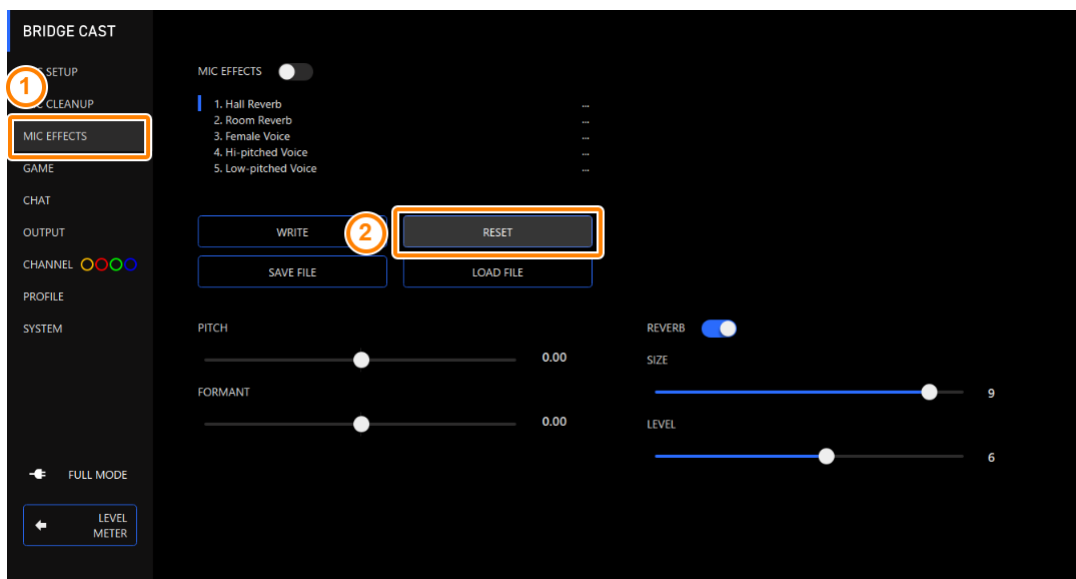 BRIDGE CAST
SETUP
1
CLEANUP
MIC EFFECTS
GAME
CHAT
OUTPUT
CHANNEL
PROFILE
SYSTEM
FULL MODE
LEVEL
METER
MIC EFFECTS
1. Hall Reverb ...
2. Room Reverb ...
3. Female Voice ...
4. Hi-pitched Voice ...
5. Low-pitched Voice ...
WRITE
2
RESET
SAVE FILE
LOAD FILE
PITCH
0.00
FORMANT
0.00
REVERB
SIZE
9
LEVEL
6